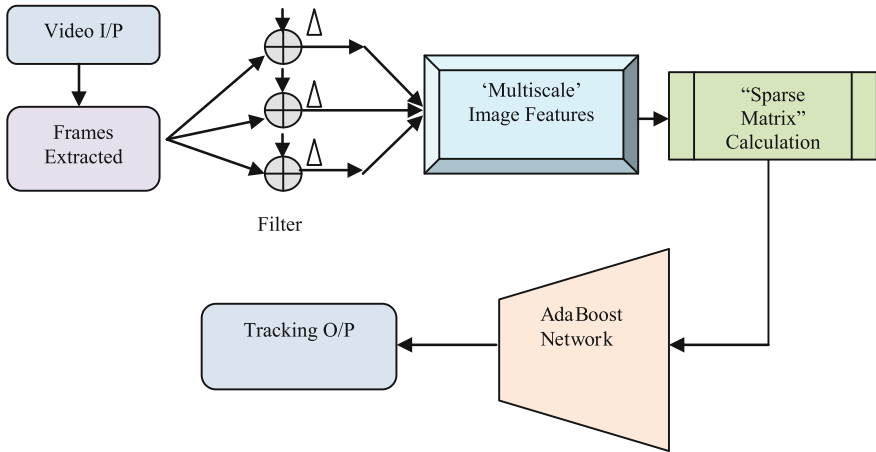 Video I/P
Frames
Extracted
Filter
‘Multiscale’
Image Features
“Sparse
Matrix”
Calculation
AdaBoost
Network
Tracking O/P